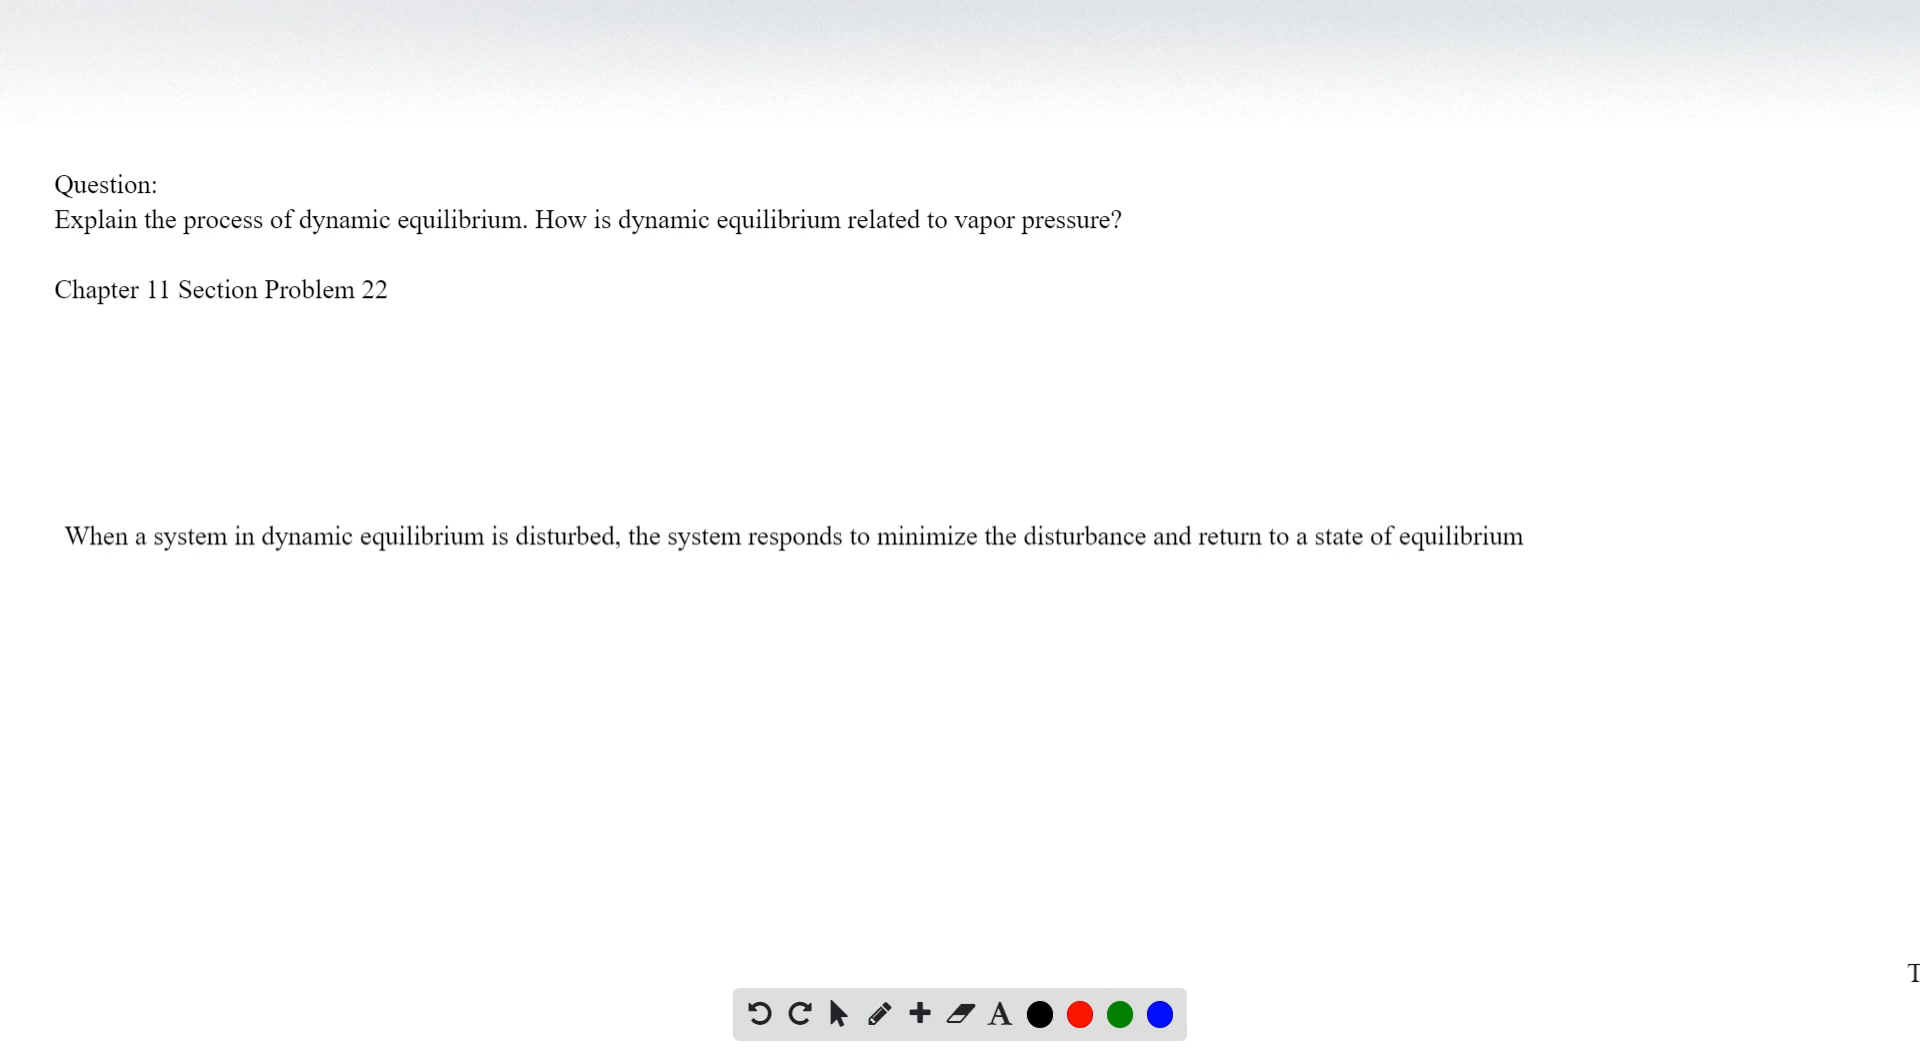 Question:
Explain the process of dynamic equilibrium. How is dynamic equilibrium related to vapor pressure?
Chapter 11 Section Problem 22
When a system in dynamic equilibrium is disturbed, the system responds to minimize the disturbance and return to a state of equilibrium
T
A